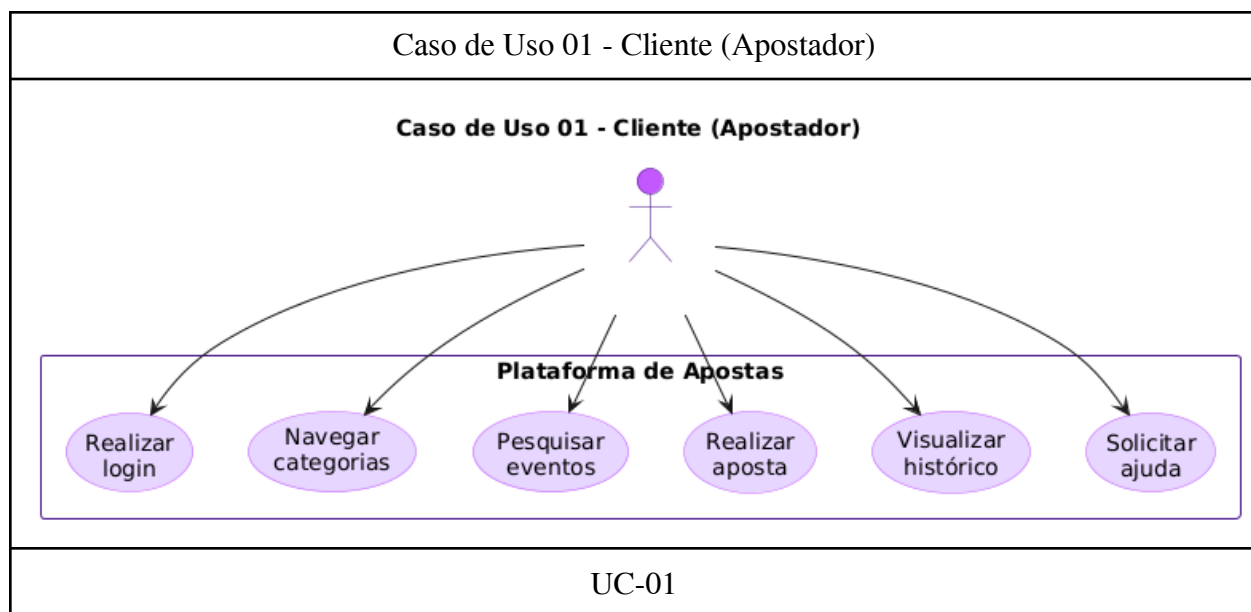 Caso de Uso 01 - Cliente (Apostador)
Caso de Uso 01 - Cliente (Apostador)
Plataforma de Apostas
Realizar
login
Navegar
categorias
Pesquisar
eventos
Realizar
aposta
Visualizar
histórico
Solicitar
ajuda
UC-01